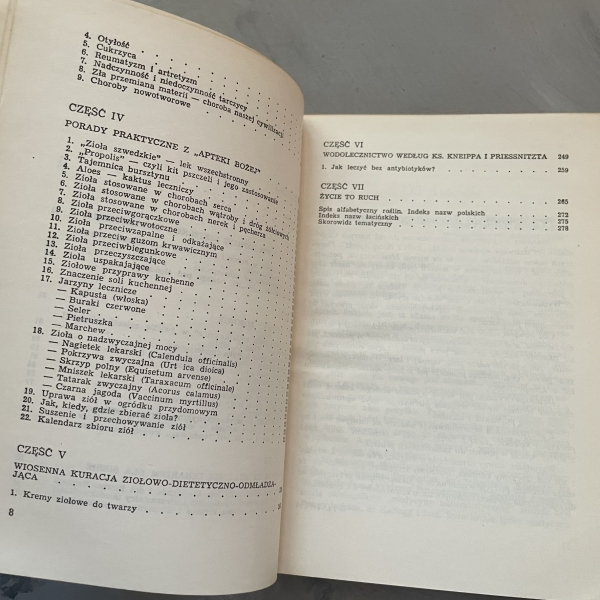 4. Otyłość
5. Cukrzyca
6. Reumatyzm i artretyzm
7. Nadczynność i niedoczynność tarczycy
8. Zła przemiana materii — choroba naszej cywilizacji
9. Choroby nowotworowe
CZĘŚĆ IV
PORADY PRAKTYCZNE Z „APTEKI BOŻEJ”
1. „Zioła szwedzkie” — lek wszechstronny
2. „Propolis” — czyli kit pszczeli i jego zastosowanie
3. Tajemnica bursztynu
4. Aloes — kaktus leczniczy
5. Zioła stosowane w chorobach serca
6. Zioła stosowane w chorobach wątroby i dróg żółciowych
7. Zioła stosowane w chorobach nerek i pęcherza
8. Zioła przeciwgorączkowe
9. Zioła przeciwkrwotoczne
10. Zioła przeciwzapalne i odkażające
11. Zioła przeciw guzom krwawicznym
12. Zioła przeciwbiegunkowe
13. Zioła przeczyszczające
14. Zioła uspakajające
15. Ziołowe przyprawy kuchenne
16. Znaczenie soli kuchennej
17. Jarzyny lecznicze
— Kapusta (włoska)
— Buraki czerwone
— Seler
— Pietruszka
— Marchew
18. Zioła o nadzwyczajnej mocy
— Nagietek lekarski (Calendula officinalis)
— Pokrzywa zwyczajna (Urt ica dioica)
— Skrzyp polny (Equisetum arvense)
— Mniszek lekarski (Taraxacum officinale)
— Tatarak zwyczajny (Acorus calamus)
— Czarna jagoda (Vaccinum myrtillus)
19. Uprawa ziół w ogródku przydomowym
20. Jak, kiedy, gdzie zbierać zioła?
21. Suszenie i przechowywanie ziół
22. Kalendarz zbioru ziół
CZĘŚĆ V
WIOSENNA KURACJA ZIOŁOWO-DIETETYCZNO-ODMŁADZA-
JĄCA
1. Kremy ziołowe do twarzy
8
CZĘŚĆ VI
WODOLECZNICTWO WEDŁUG KS. KNEIPPA I PRIESSNITZTA 249
1. Jak leczyć bez antybiotyków? 259
CZĘŚĆ VII
ŻYCIE TO RUCH 265
Spis alfabetyczny roślin. Indeks nazw polskich 272
Indeks nazw łacińskich 275
Skorowidz tematyczny 278